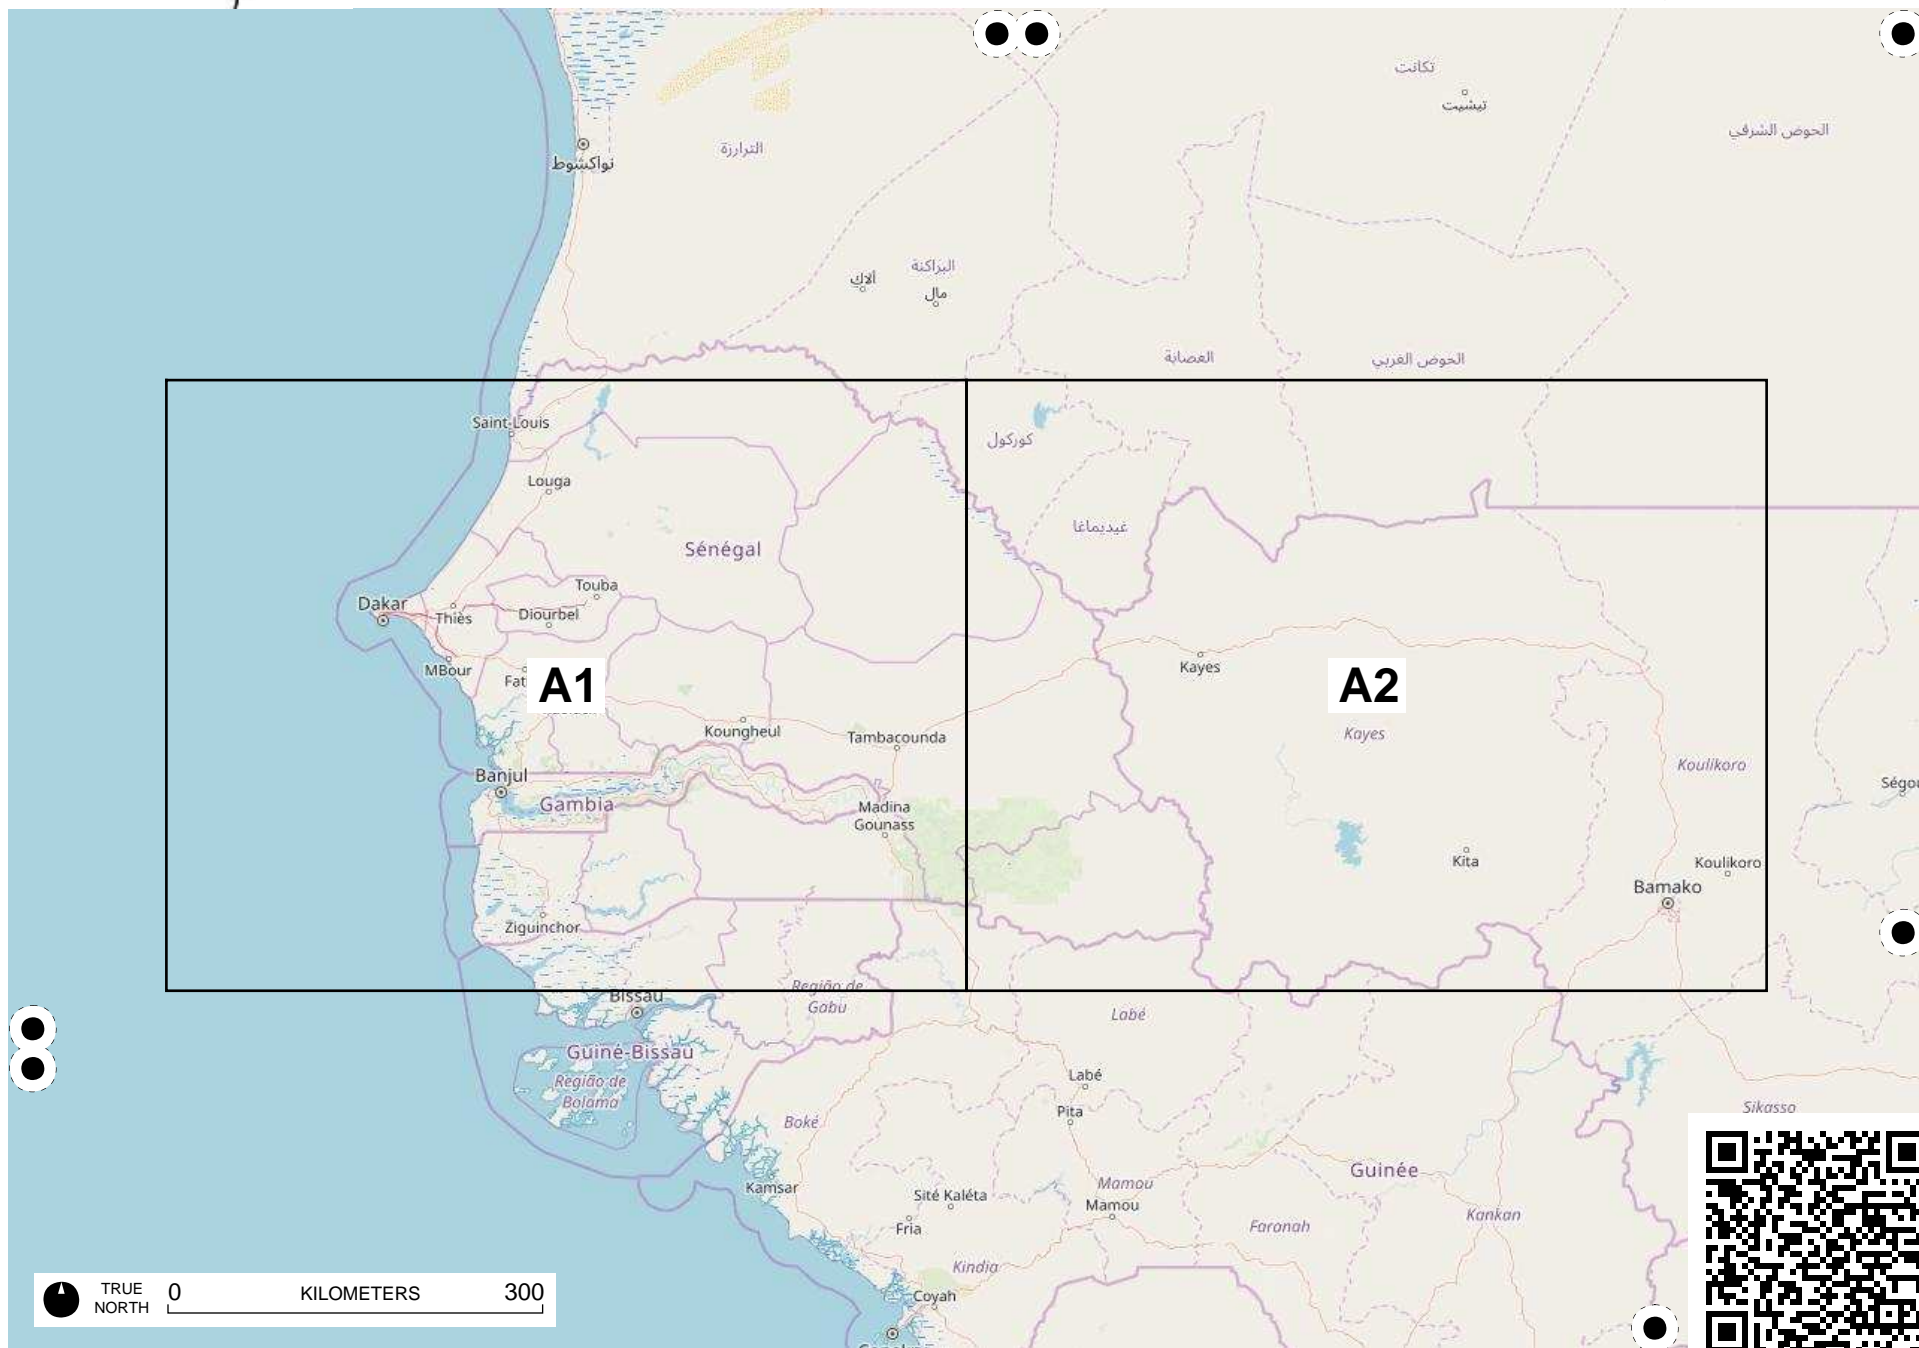 تكانت
تيشيت
الحوض الشرقي
نواكشوط
الترارزة
البراكنة
ألاك
مال
العصابة
الحوض الغربي
Saint-Louis
كوركول
Louga
غيديماغا
Sénégal
Touba
Dakar
Thiès
Diourbel
MBour
Fat
A1
A2
Kayes
Koungheul
Tambacounda
Kayes
Koulikoro
Banjul
Gambia
Madina
Gounass
Ségou
Kita
Koulikoro
Bamako
Ziguinchor
Região de
Gabu
Bissau
Labé
Guiné-Bissau
Região de
Bolama
Labé
Pita
Boké
Sikasso
Guinée
Kamsar
Sité Kaléta
Mamou
Mamou
Fria
Faranah
Kankan
Kindia
Coyah
TRUE
NORTH
0 KILOMETERS 300